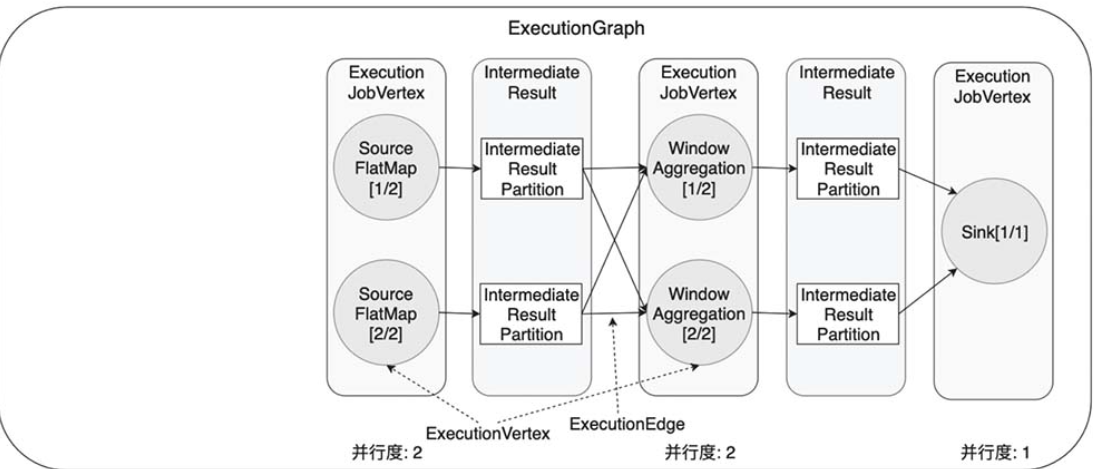 ExecutionGraph
Execution
JobVertex
Source
FlatMap
[1/2]
Source
FlatMap
[2/2]
Intermediate
Result
Intermediate
Result
Partition
Intermediate
Result
Partition
Execution
JobVertex
Window
Aggregation
[1/2]
Window
Aggregation
[2/2]
Intermediate
Result
Intermediate
Result
Partition
Intermediate
Result
Partition
Execution
JobVertex
Sink[1/1]
ExecutionVertex
ExecutionEdge
并行度: 2
并行度: 2
并行度: 1